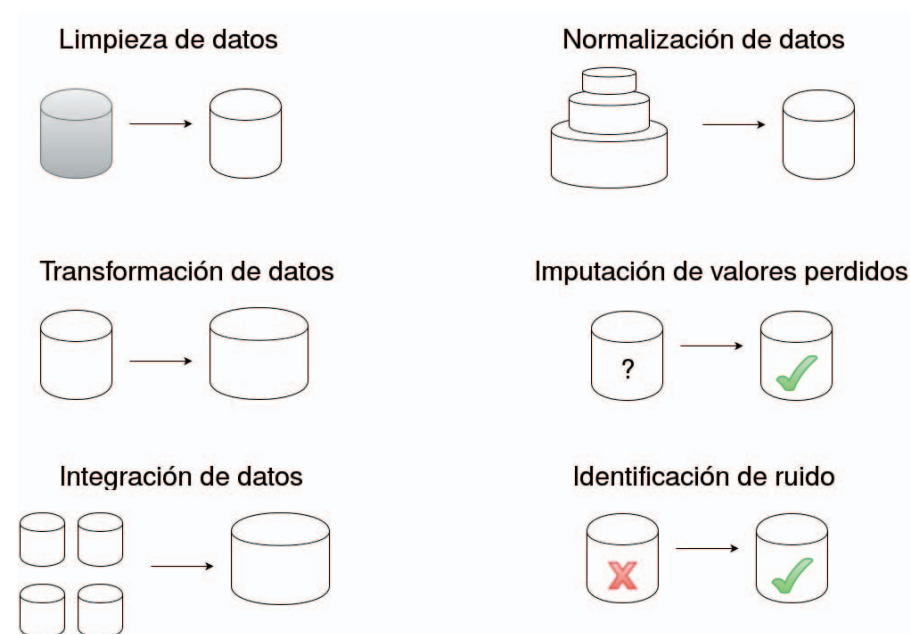 Limpieza de datos
Normalización de datos
Transformación de datos
Imputación de valores perdidos
?
Integración de datos
Identificación de ruido